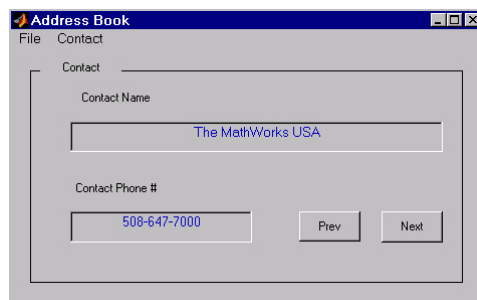 Address Book
File Contact
Contact
Contact Name
The MathWorks USA
Contact Phone #
508-647-7000
Prev Next